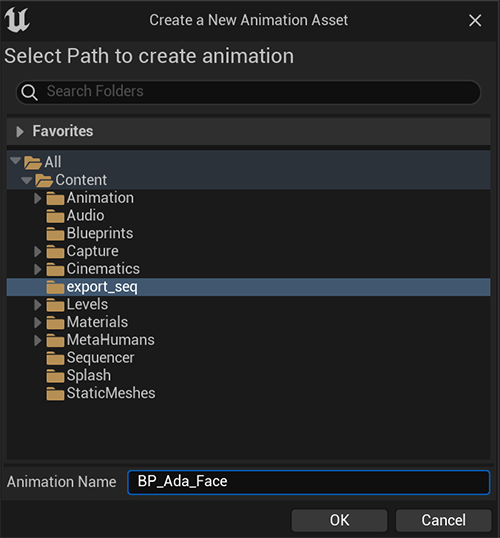 Create a New Animation Asset
Select Path to create animation
Search Folders
Favorites
All
Content
Animation
Audio
Blueprints
Capture
Cinematics
export_seq
Levels
Materials
MetaHumans
Sequencer
Splash
StaticMeshes
Animation Name BP_Ada_Face
OK Cancel